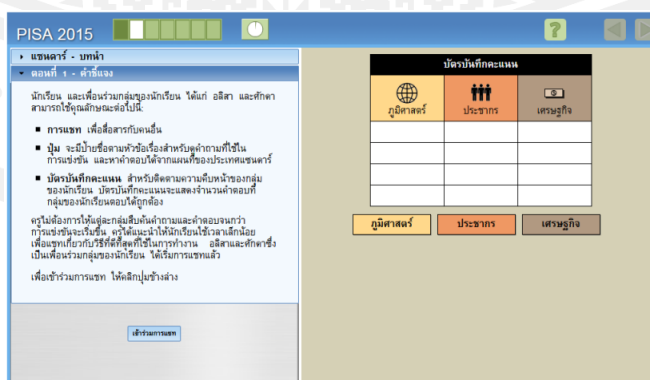 PISA 2015
?
แซนดาร์ - บทนำ
ตอนที่ 1 - คำชี้แจง
นักเรียน และเพื่อนร่วมกลุ่มของนักเรียน ได้แก่ อลิสา และศักดา
สามารถใช้คุณลักษณะต่อไปนี้:
การแชท เพื่อสื่อสารกับคนอื่น
ปุ่ม จะมีป้ายชื่อตามหัวข้อเรื่องสำหรับดูคำถามที่ใช้ใน
การแข่งขัน และหาคำตอบได้จากแผนที่ของประเทศแซนดาร์
บัตรบันทึกคะแนน สำหรับติดตามความคืบหน้าของกลุ่ม
ของนักเรียน บัตรบันทึกคะแนนจะแสดงจำนวนคำตอบที่
กลุ่มของนักเรียนตอบได้ถูกต้อง
ครูไม่ต้องการให้แต่ละกลุ่มสืบค้นคำถามและคำตอบจนกว่า
การแข่งขันจะเริ่มขึ้น ครูได้แนะนำให้นักเรียนใช้เวลาเล็กน้อย
เพื่อแชทเกี่ยวกับวิธีที่ดีที่สุดที่ใช้ในการทำงาน อลิสาและศักดาซึ่ง
เป็นเพื่อนร่วมกลุ่มของนักเรียน ได้เริ่มการแชทแล้ว
เพื่อเข้าร่วมการแชท ให้คลิกปุ่มข้างล่าง
เข้าร่วมการแชท
บัตรบันทึกคะแนน
ภูมิศาสตร์ ประชากร เศรษฐกิจ
ภูมิศาสตร์ ประชากร เศรษฐกิจ